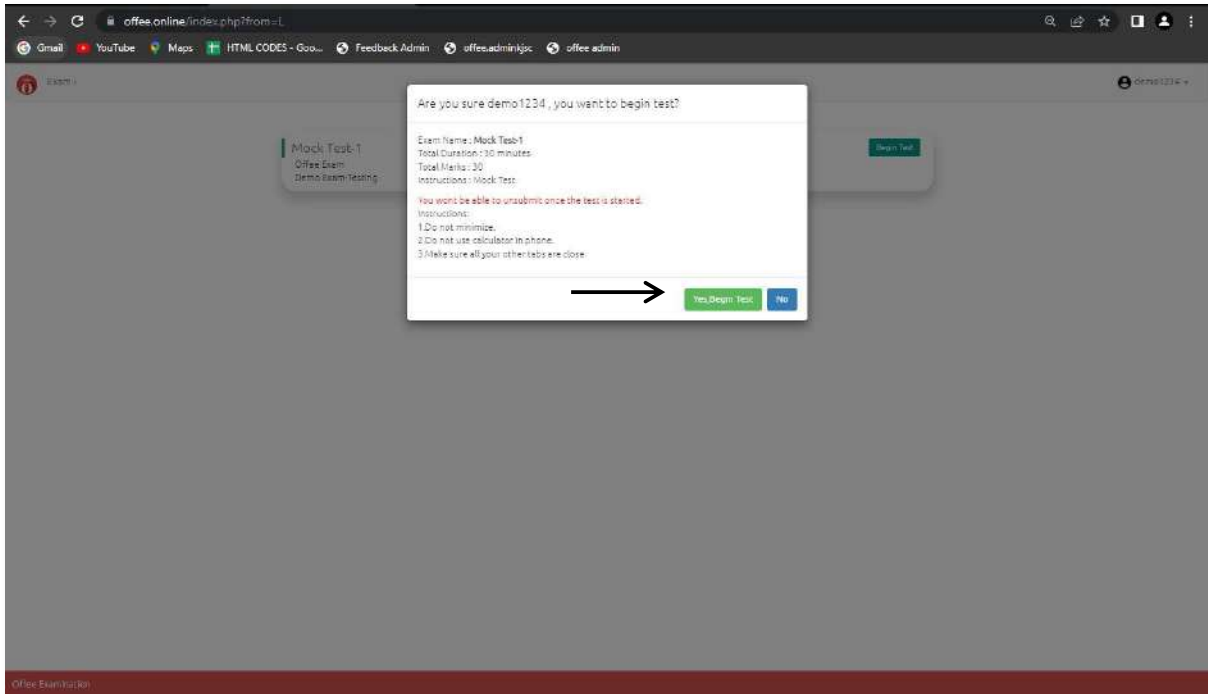 offee.online/index.php?from=L
Gmail YouTube Maps HTML CODES - Goo... Feedback Admin offee.adminkjsc offee admin
Exam
demo1234
Are you sure demo1234 , you want to begin test?
Exam Name : Mock Test-1
Total Duration : 30 minutes
Total Marks : 30
Instructions : Mock Test
You wont be able to unsubmit once the test is started.
Instructions:
1.Do not minimize.
2.Do not use calculator in phone.
3.Make sure all your other tabs are close
Yes,Begin Test No
Mock Test-1
Offee Exam
Demo Exam Testing
Begin Test
Offee Examination